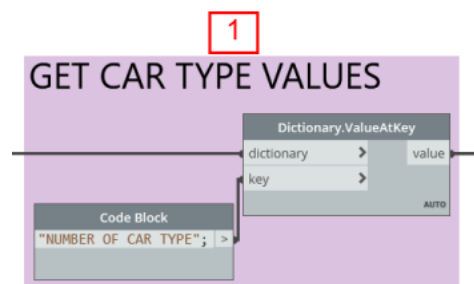 1
GET CAR TYPE VALUES
Dictionary.ValueAtKey
dictionary > value
key >
AUTO
Code Block
"NUMBER OF CAR TYPE"; >